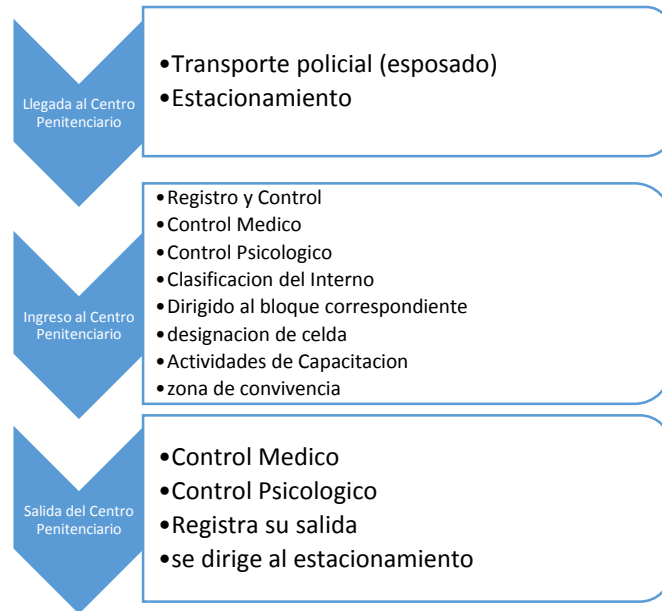 Llegada al Centro
Penitenciario
•Transporte policial (esposado)
•Estacionamiento
Ingreso al Centro
Penitenciario
•Registro y Control
•Control Medico
•Control Psicologico
•Clasificacion del Interno
•Dirigido al bloque correspondiente
•designacion de celda
•Actividades de Capacitacion
•zona de convivencia
Salida del Centro
Penitenciario
•Control Medico
•Control Psicologico
•Registra su salida
•se dirige al estacionamiento